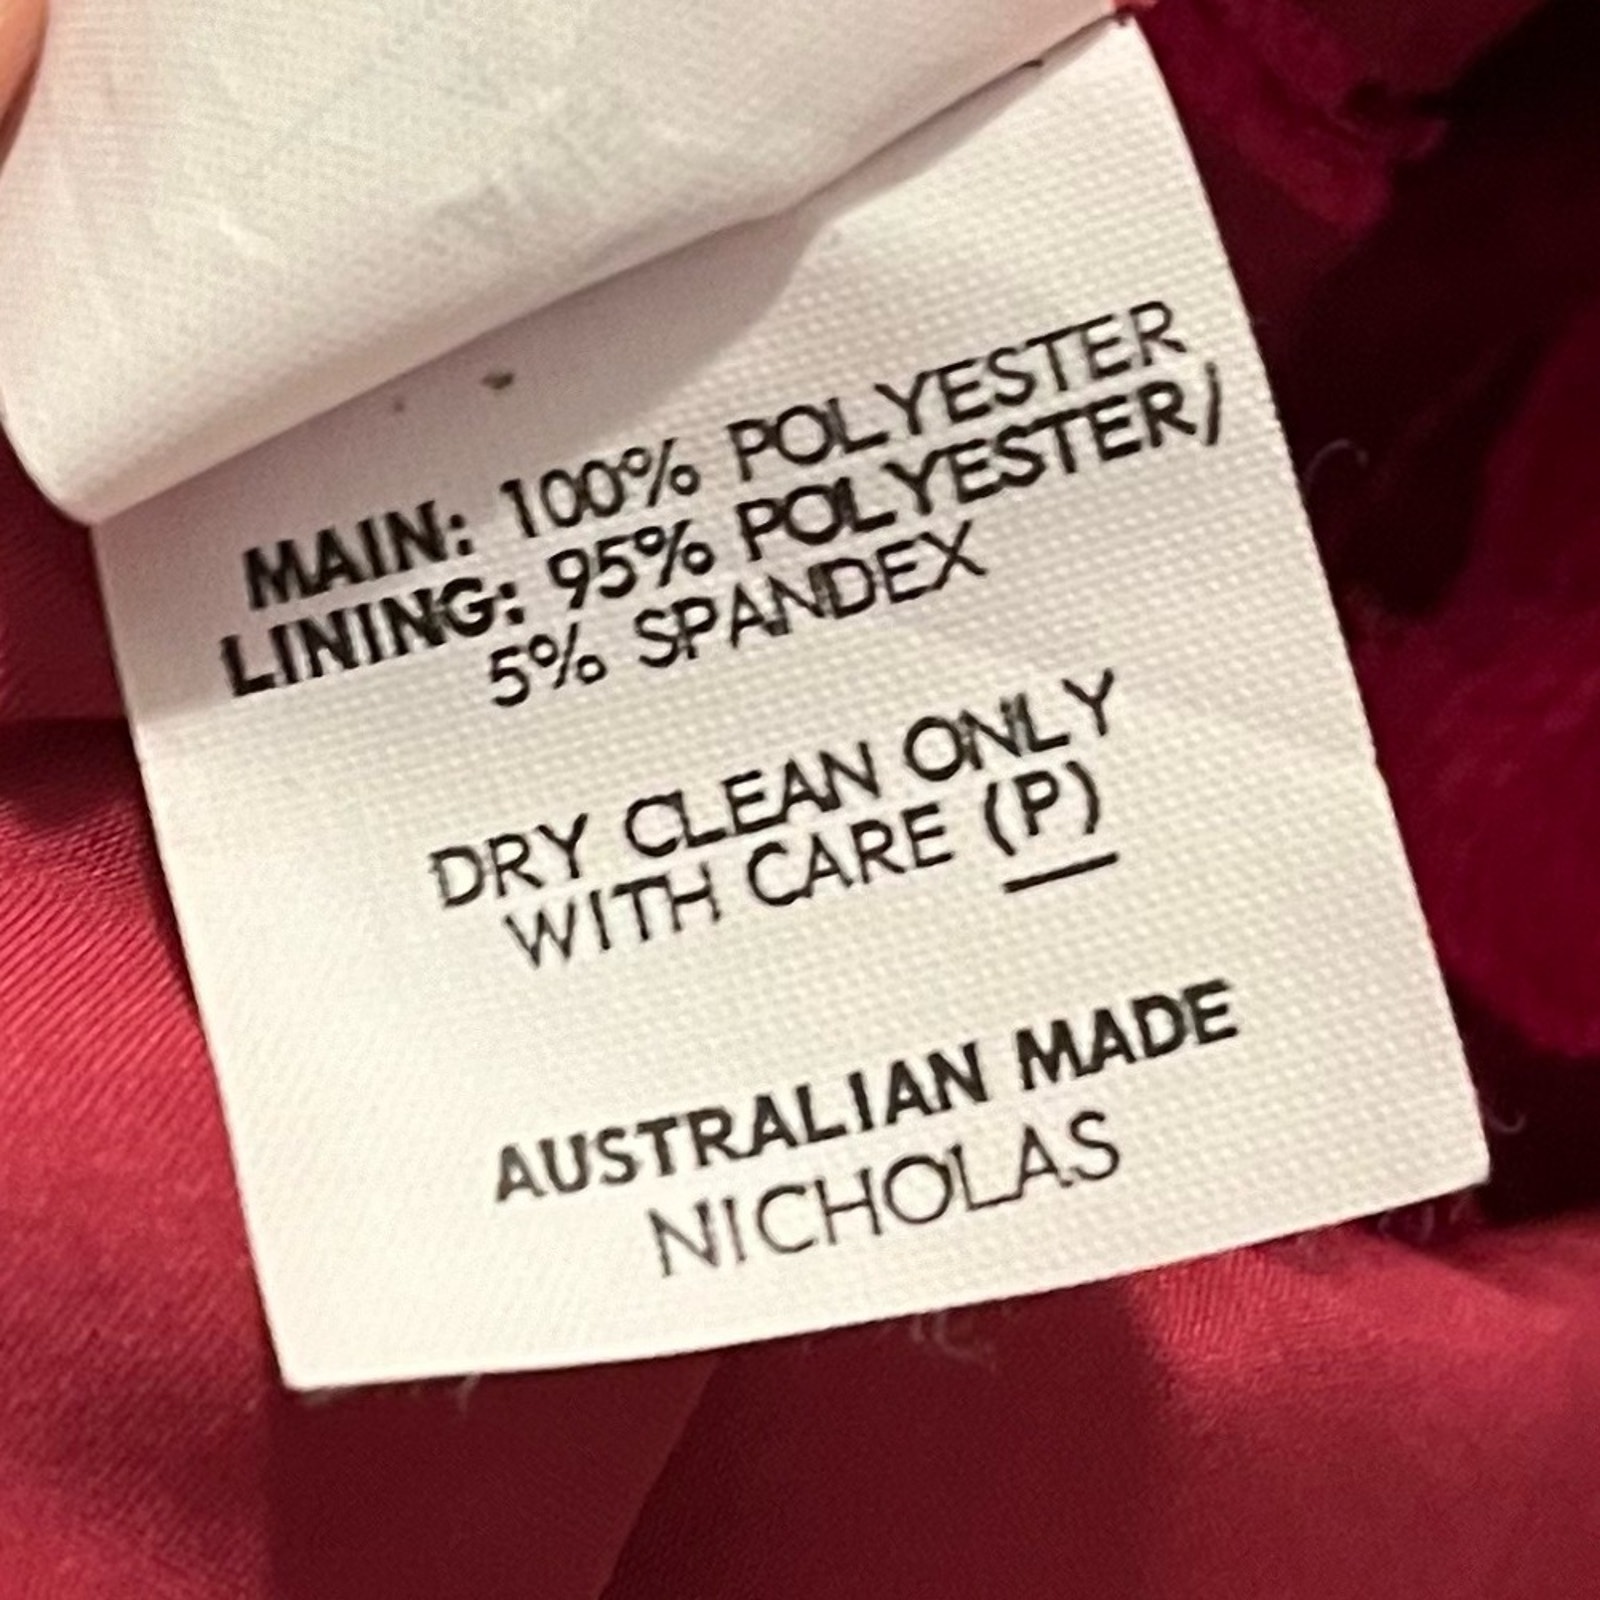 MAIN: 100% POLYESTER
LINING: 95% POLYESTER/
5% SPANDEX
DRY CLEAN ONLY
WITH CARE (P)
AUSTRALIAN MADE
NICHOLAS